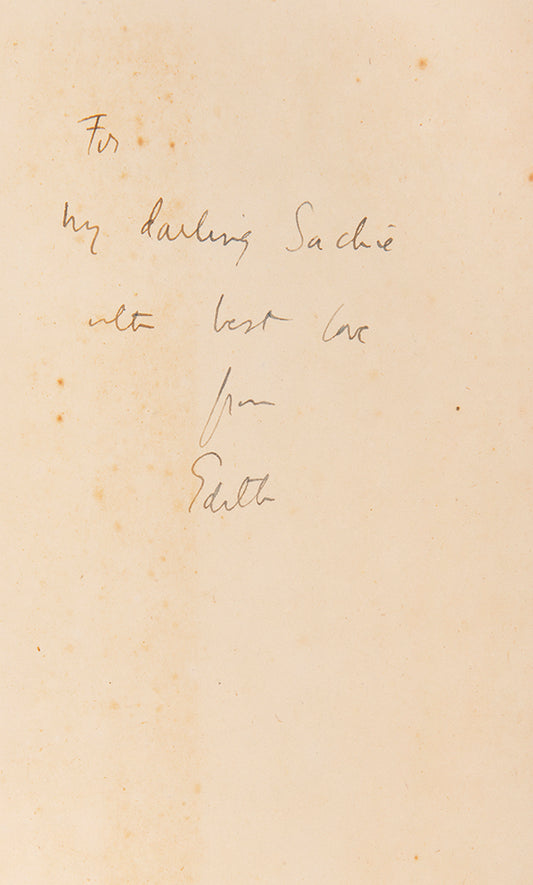 For
my darling Sachie
with best love
from
Edith